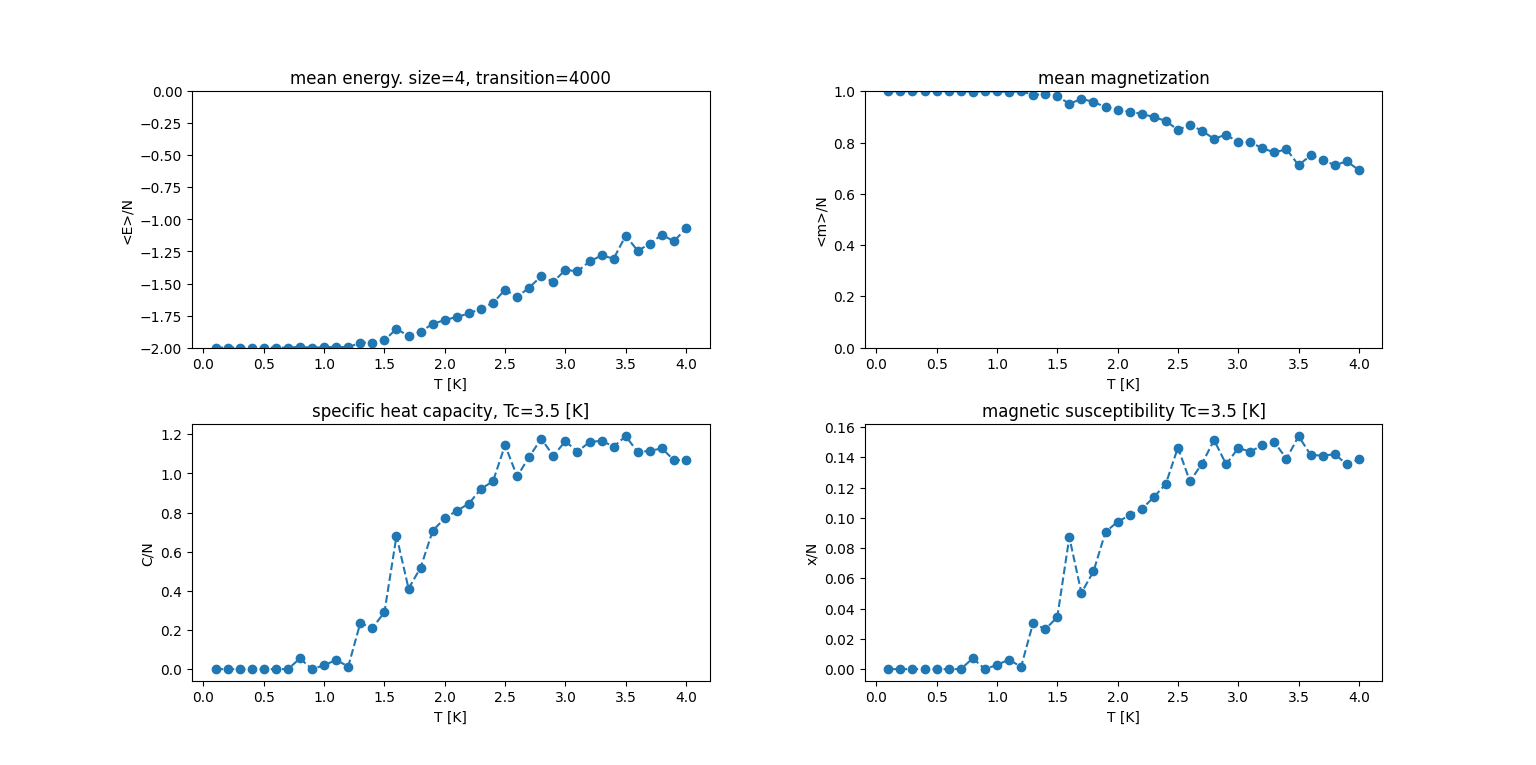 mean energy. size=4, transition=4000
0.00
−0.25
−0.50
−0.75
−1.00
−1.25
−1.50
−1.75
−2.00
<E>/N
0.0 0.5 1.0 1.5 2.0 2.5 3.0 3.5 4.0
T [K]
mean magnetization
1.0
0.8
0.6
0.4
0.2
0.0
<m>/N
0.0 0.5 1.0 1.5 2.0 2.5 3.0 3.5 4.0
T [K]
specific heat capacity, Tc=3.5 [K]
1.2
1.0
0.8
0.6
0.4
0.2
0.0
C/N
0.0 0.5 1.0 1.5 2.0 2.5 3.0 3.5 4.0
T [K]
magnetic susceptibility Tc=3.5 [K]
0.16
0.14
0.12
0.10
0.08
0.06
0.04
0.02
0.00
x/N
0.0 0.5 1.0 1.5 2.0 2.5 3.0 3.5 4.0
T [K]